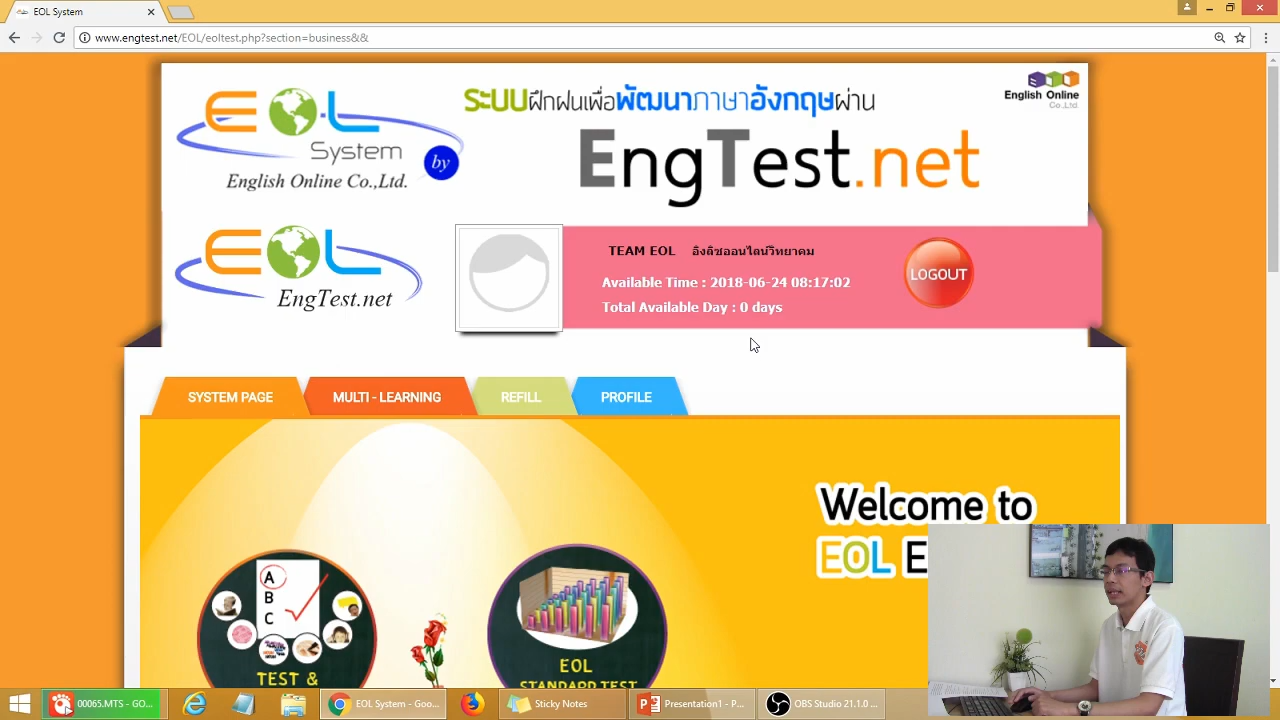 EOL System
www.engtest.net/EOL/eoltest.php?section=business&&
EOL
System
by
English Online Co.,Ltd.
ระบบฝึกฝนเพื่อพัฒนาภาษาอังกฤษผ่าน
EngTest.net
English Online
Co.,Ltd.
EOL
EngTest.net
TEAM EOL อิงลิชออนไลน์วิทยาคม
Available Time : 2018-06-24 08:17:02
Total Available Day : 0 days
LOGOUT
SYSTEM PAGE
MULTI - LEARNING
REFILL
PROFILE
Welcome to
EOL E
A
B
C
TEST &
EOL
STANDARD TEST
00065.MTS - GO...
EOL System - Goo...
Sticky Notes
Presentation1 - P...
OBS Studio 21.1.0 ...